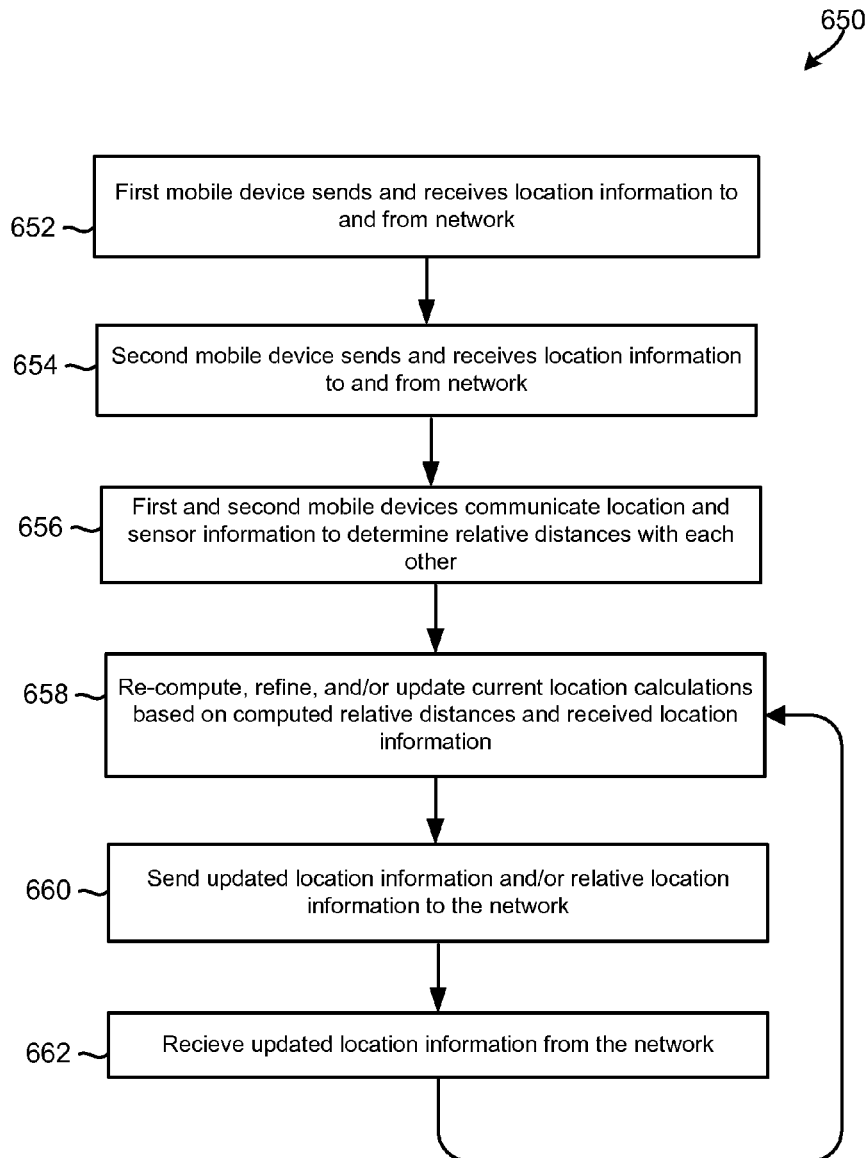 650
652
First mobile device sends and receives location information to
and from network
654
Second mobile device sends and receives location information
to and from network
656
First and second mobile devices communicate location and
sensor information to determine relative distances with each
other
658
Re-compute, refine, and/or update current location calculations
based on computed relative distances and received location
information
660
Send updated location information and/or relative location
information to the network
662
Recieve updated location information from the network